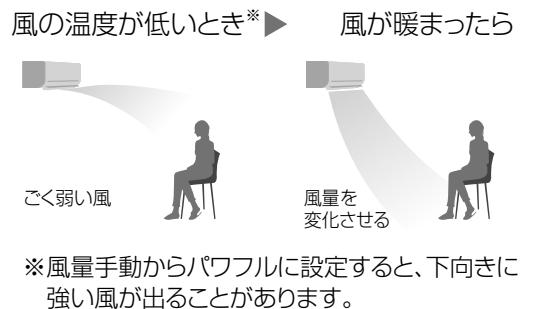 風の温度が低いとき※▶ 風が暖まったら
ごく弱い風
風量を
変化させる
※風量手動からパワフルに設定すると、下向きに
強い風が出ることがあります。